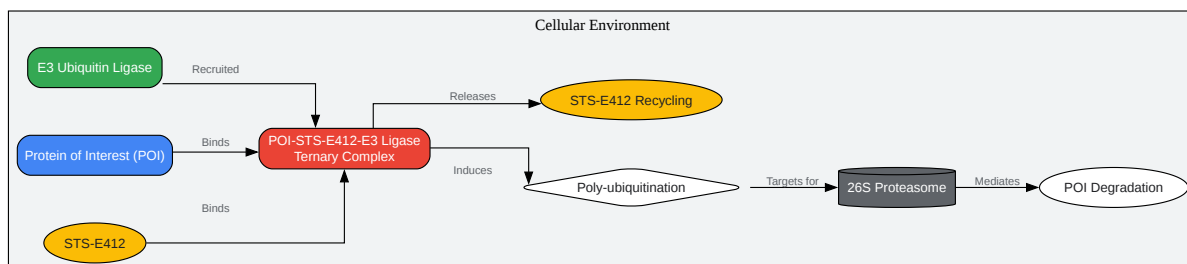 Cellular Environment
E3 Ubiquitin Ligase
Recruited
Releases
STS-E412 Recycling
Protein of Interest (POI)
Binds
POI-STS-E412-E3 Ligase
Ternary Complex
Induces
Poly-ubiquitination
Targets for
26S Proteasome
Mediates
POI Degradation
Binds
STS-E412